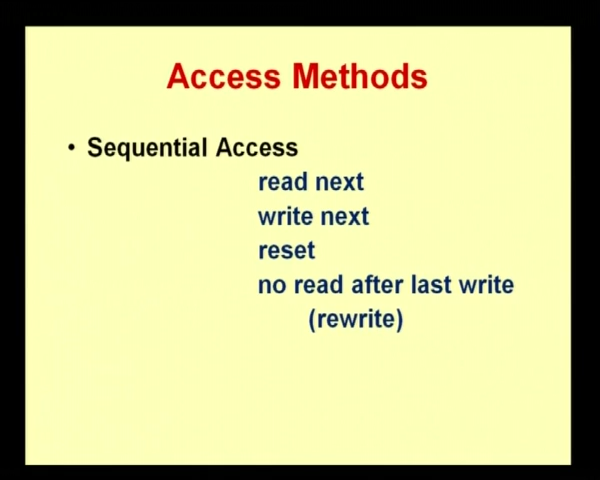 Access Methods
• Sequential Access
read next
write next
reset
no read after last write
(rewrite)